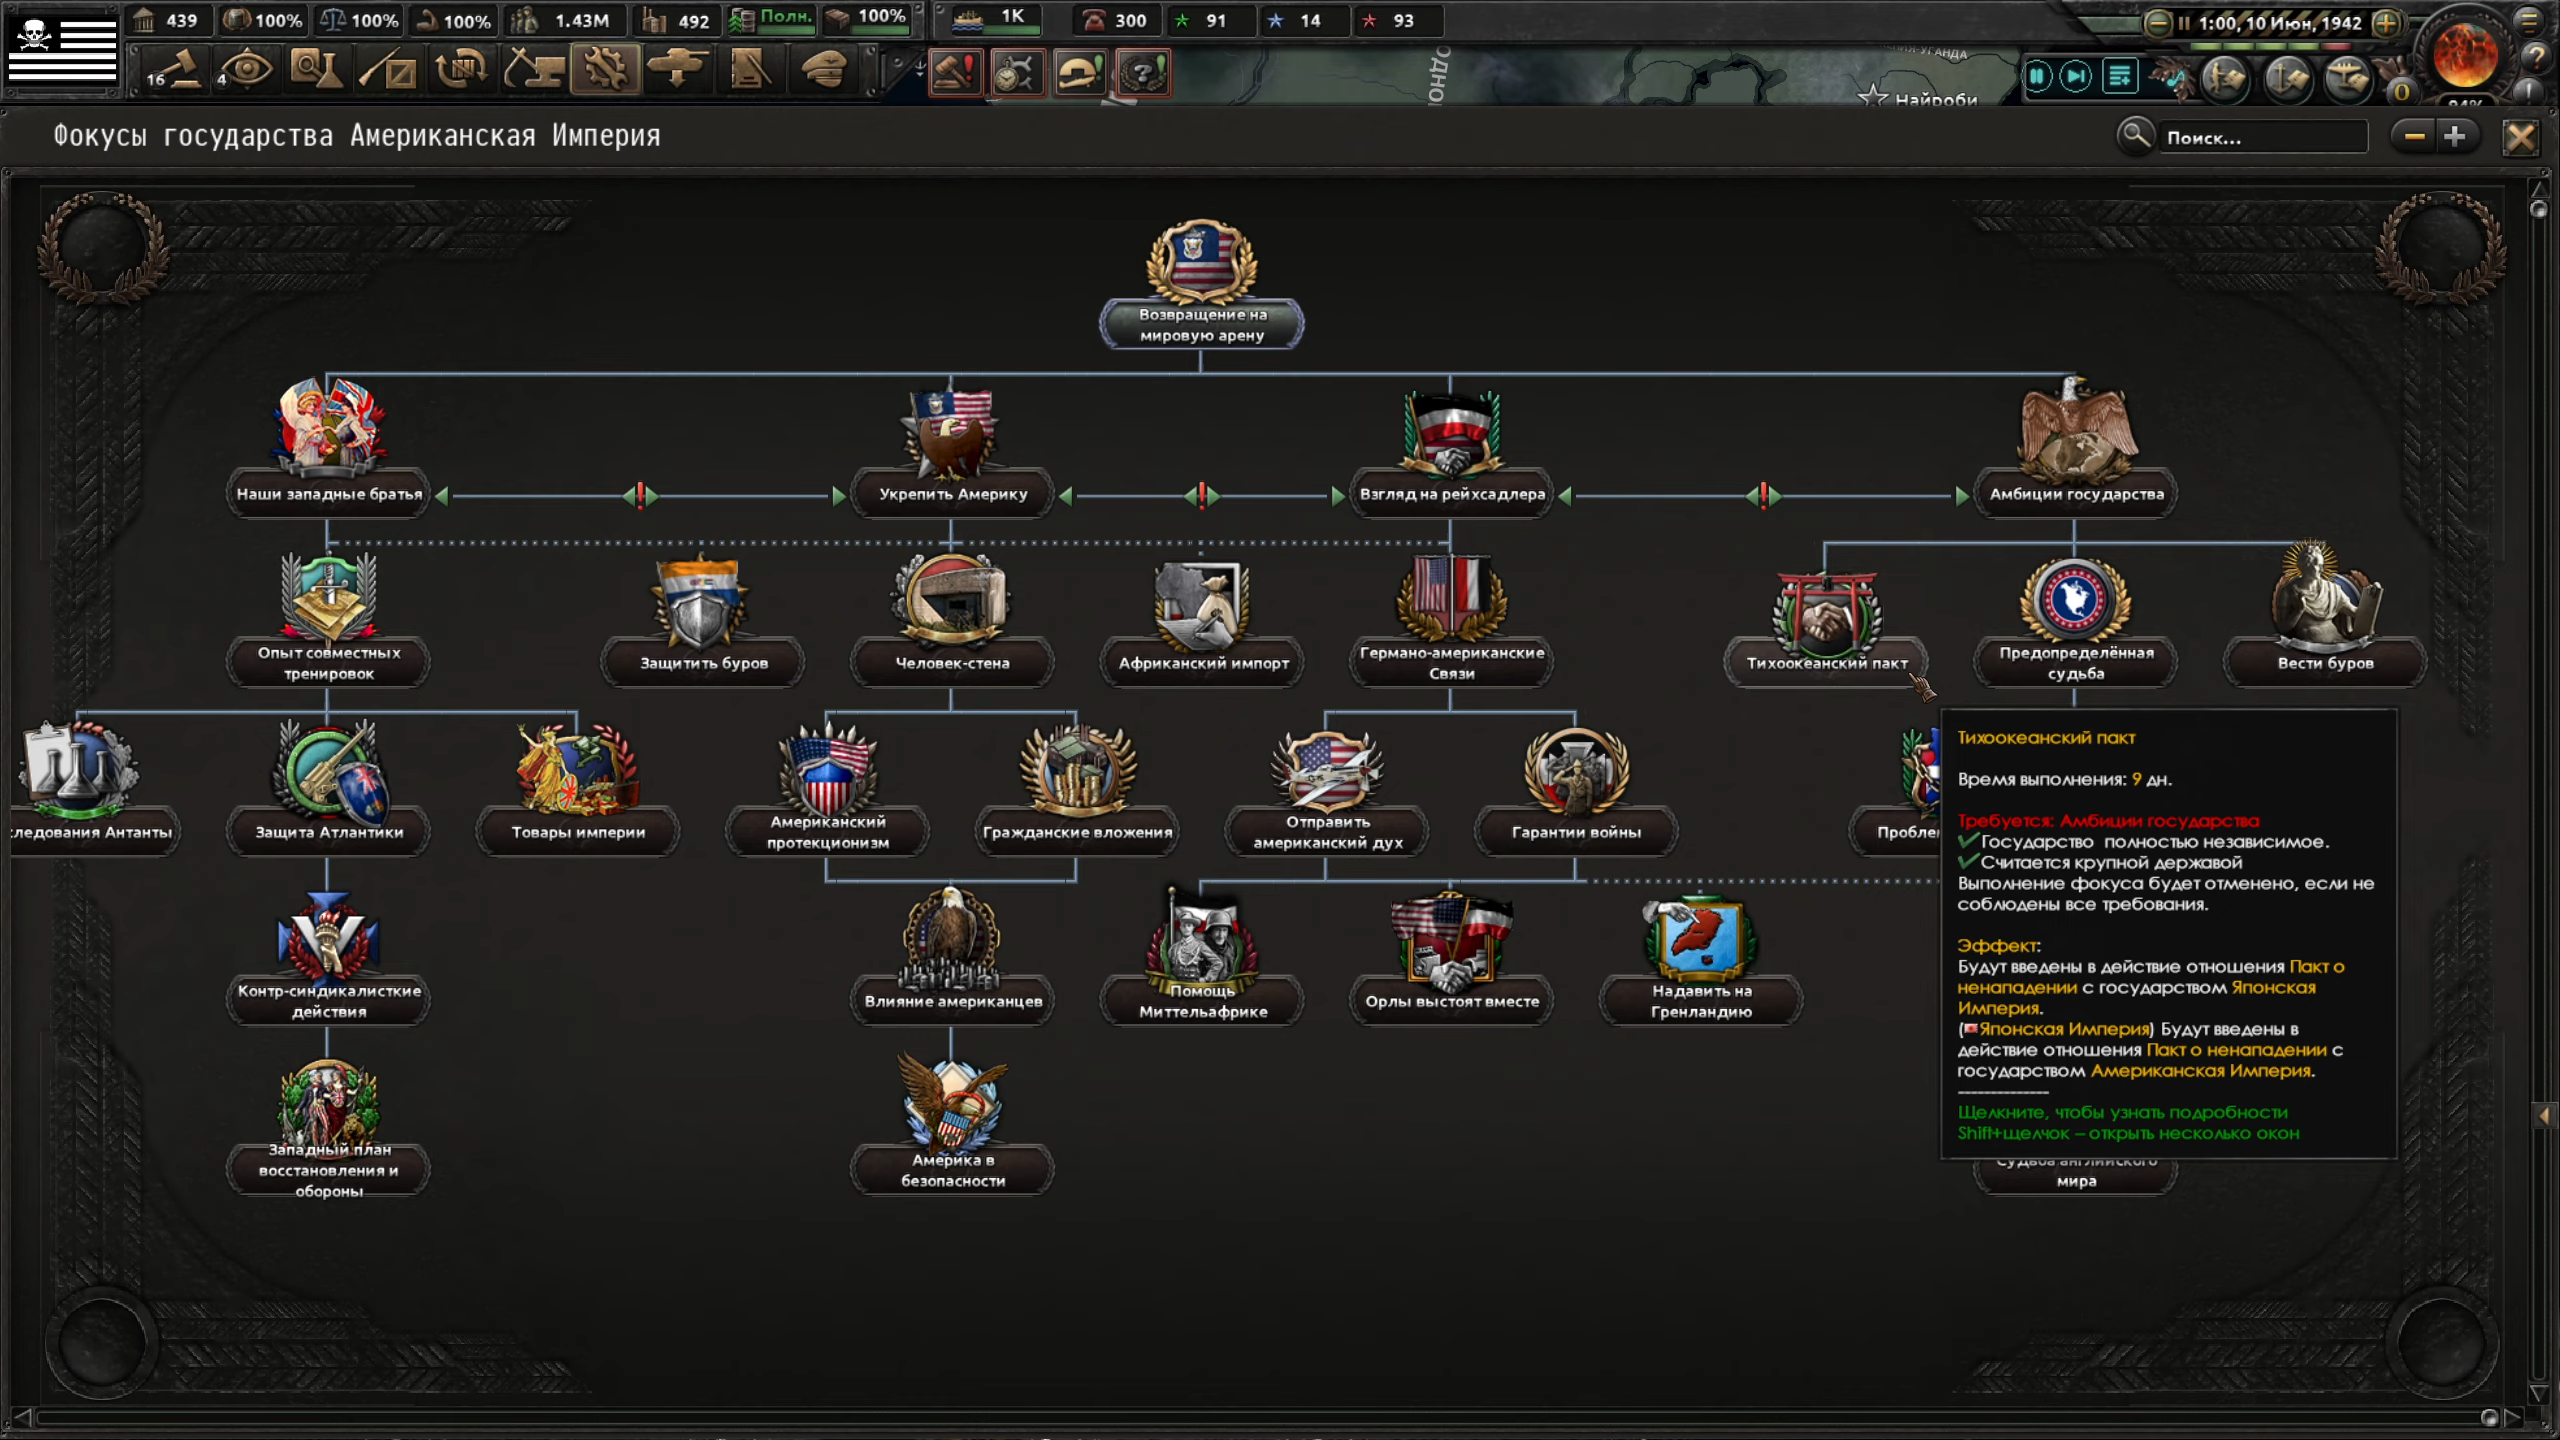 439
100%
100%
100%
1.43M
492
Полн.
100%
1K
300
91
14
93
1:00, 10 Июн, 1942
16
4
Найроби
0
Фокусы государства Американская Империя
Поиск...
Возвращение на
мировую арену
Наши западные братья
Укрепить Америку
Взгляд на рейхсадлера
Амбиции государства
Опыт совместных
тренировок
Защитить буров
Человек-стена
Африканский импорт
Германо-американские
Связи
Тихоокеанский пакт
Предопределённая
судьба
Вести буров
следования Антанты
Защита Атлантики
Товары империи
Американский
протекционизм
Гражданские вложения
Отправить
американский дух
Гарантии войны
Проблем
Контр-синдикалисткие
действия
Влияние американцев
Помощь
Миттельафрике
Орлы выстоят вместе
Надавить на
Гренландию
Западный план
восстановления и
обороны
Америка в
безопасности
Судьба английского
мира
Тихоокеанский пакт
Время выполнения: 9 дн.
Требуется: Амбиции государства
Государство полностью независимое.
Считается крупной державой
Выполнение фокуса будет отменено, если не
соблюдены все требования.
Эффект:
Будут введены в действие отношения Пакт о
ненападении с государством Японская
Империя.
(Японская Империя) Будут введены в
действие отношения Пакт о ненападении с
государством Американская Империя.
--------------
Щелкните, чтобы узнать подробности
Shift+щелчок – открыть несколько окон